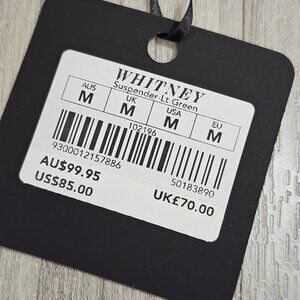 WHITNEY
Suspender Lt Green
AUS UK USA EU
M M M M
102196
9300012157886 50183890
AU$99.95
US$85.00 UK£70.00